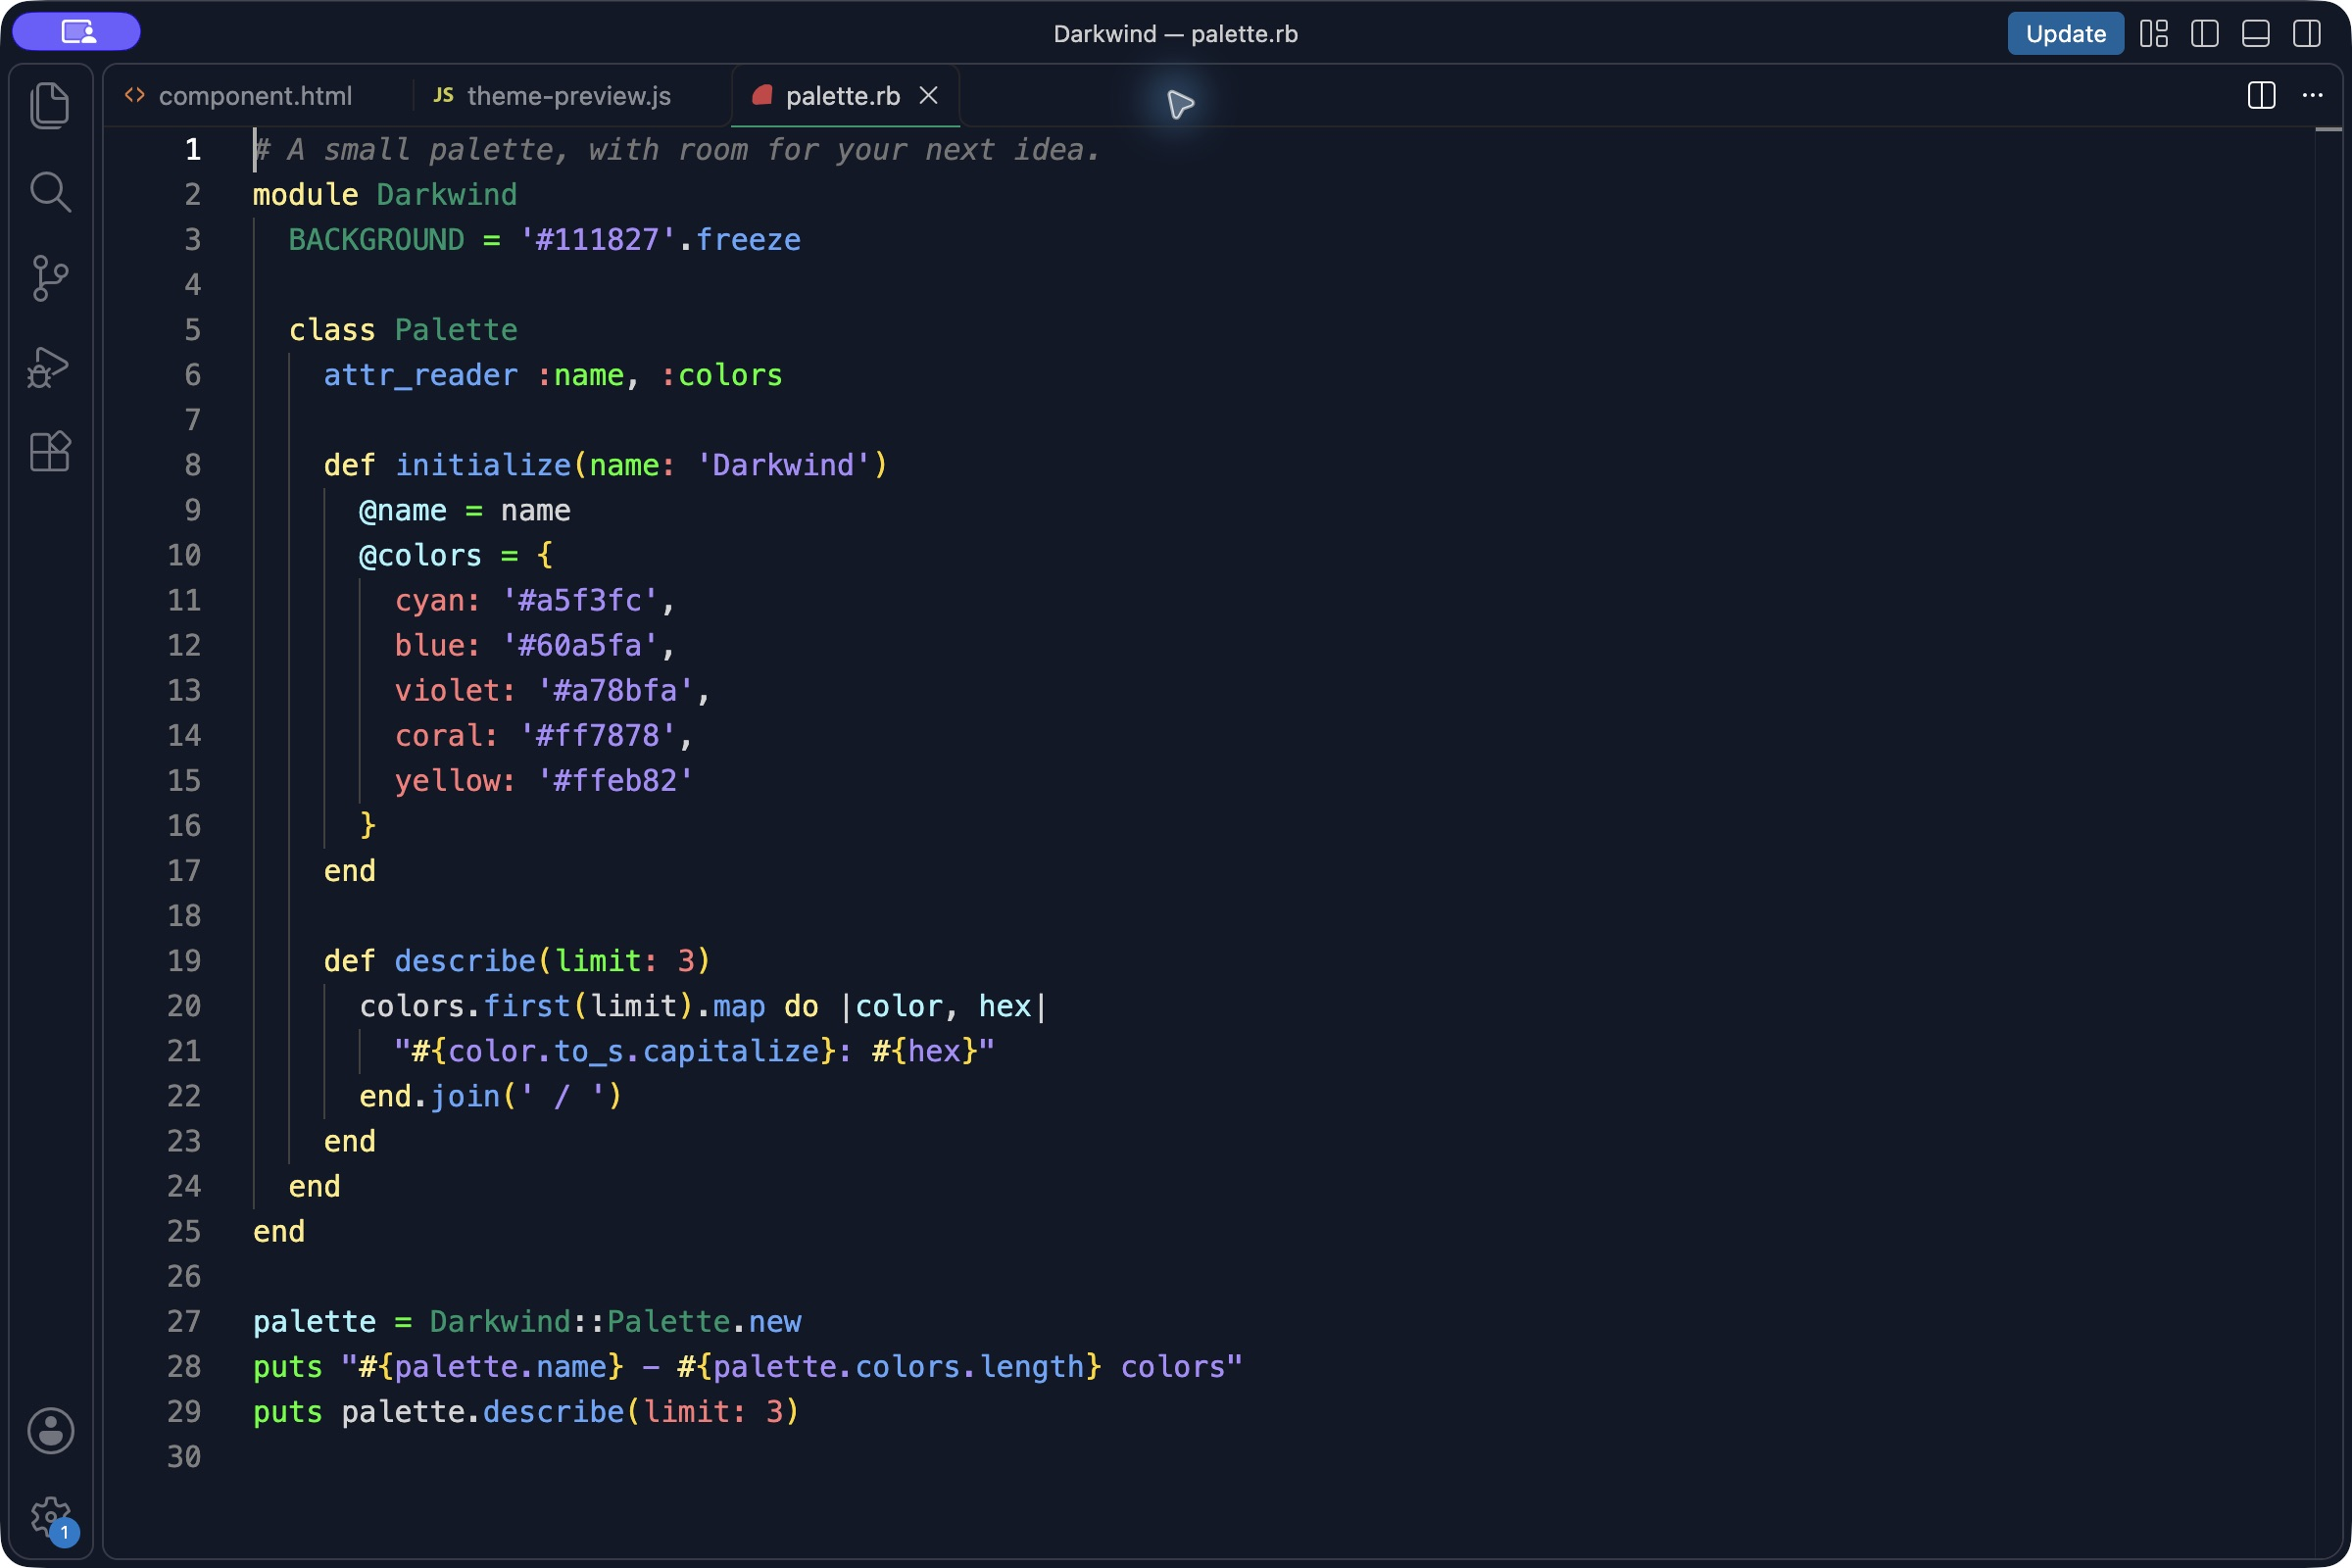 Darkwind — palette.rb
Update
component.html
JS theme-preview.js
palette.rb
1 # A small palette, with room for your next idea.
2 module Darkwind
3   BACKGROUND = '#111827'.freeze
4
5   class Palette
6     attr_reader :name, :colors
7
8     def initialize(name: 'Darkwind')
9       @name = name
10       @colors = {
11         cyan: '#a5f3fc',
12         blue: '#60a5fa',
13         violet: '#a78bfa',
14         coral: '#ff7878',
15         yellow: '#ffeb82'
16       }
17     end
18
19     def describe(limit: 3)
20       colors.first(limit).map do |color, hex|
21         "#{color.to_s.capitalize}: #{hex}"
22       end.join(' / ')
23     end
24   end
25 end
26
27 palette = Darkwind::Palette.new
28 puts "#{palette.name} — #{palette.colors.length} colors"
29 puts palette.describe(limit: 3)
30
1